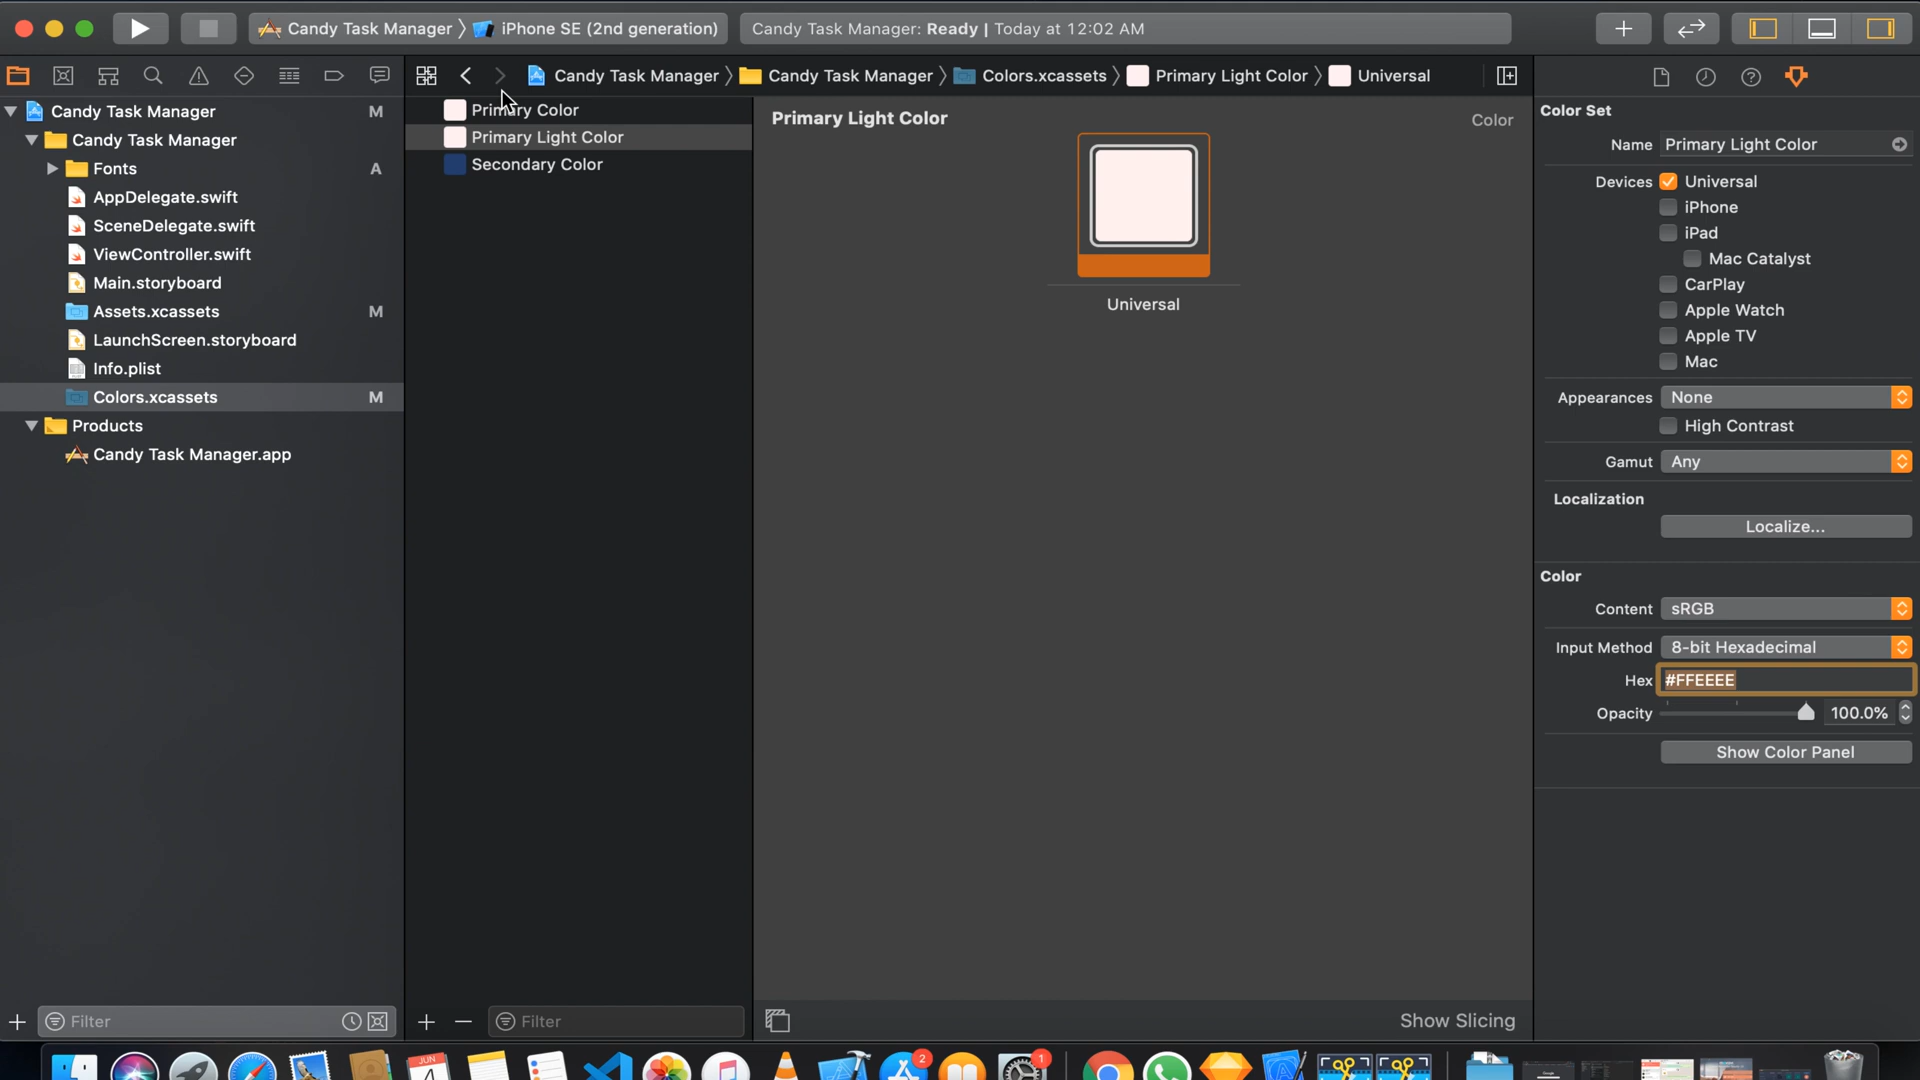 Candy Task Manager 〉 iPhone SE (2nd generation)
Candy Task Manager: Ready | Today at 12:02 AM
Candy Task Manager 〉 Candy Task Manager 〉 Colors.xcassets 〉 Primary Light Color 〉 Universal
Candy Task Manager M
Candy Task Manager
Fonts A
AppDelegate.swift
SceneDelegate.swift
ViewController.swift
Main.storyboard
Assets.xcassets M
LaunchScreen.storyboard
Info.plist
Colors.xcassets M
Products
Candy Task Manager.app
Filter
Primary Color
Primary Light Color
Secondary Color
Filter
Primary Light Color
Color
Universal
Show Slicing
Color Set
Name Primary Light Color
Devices Universal
iPhone
iPad
Mac Catalyst
CarPlay
Apple Watch
Apple TV
Mac
Appearances None
High Contrast
Gamut Any
Localization
Localize...
Color
Content sRGB
Input Method 8-bit Hexadecimal
Hex #FFEEEE
Opacity 100.0%
Show Color Panel
JUN
4
2
1